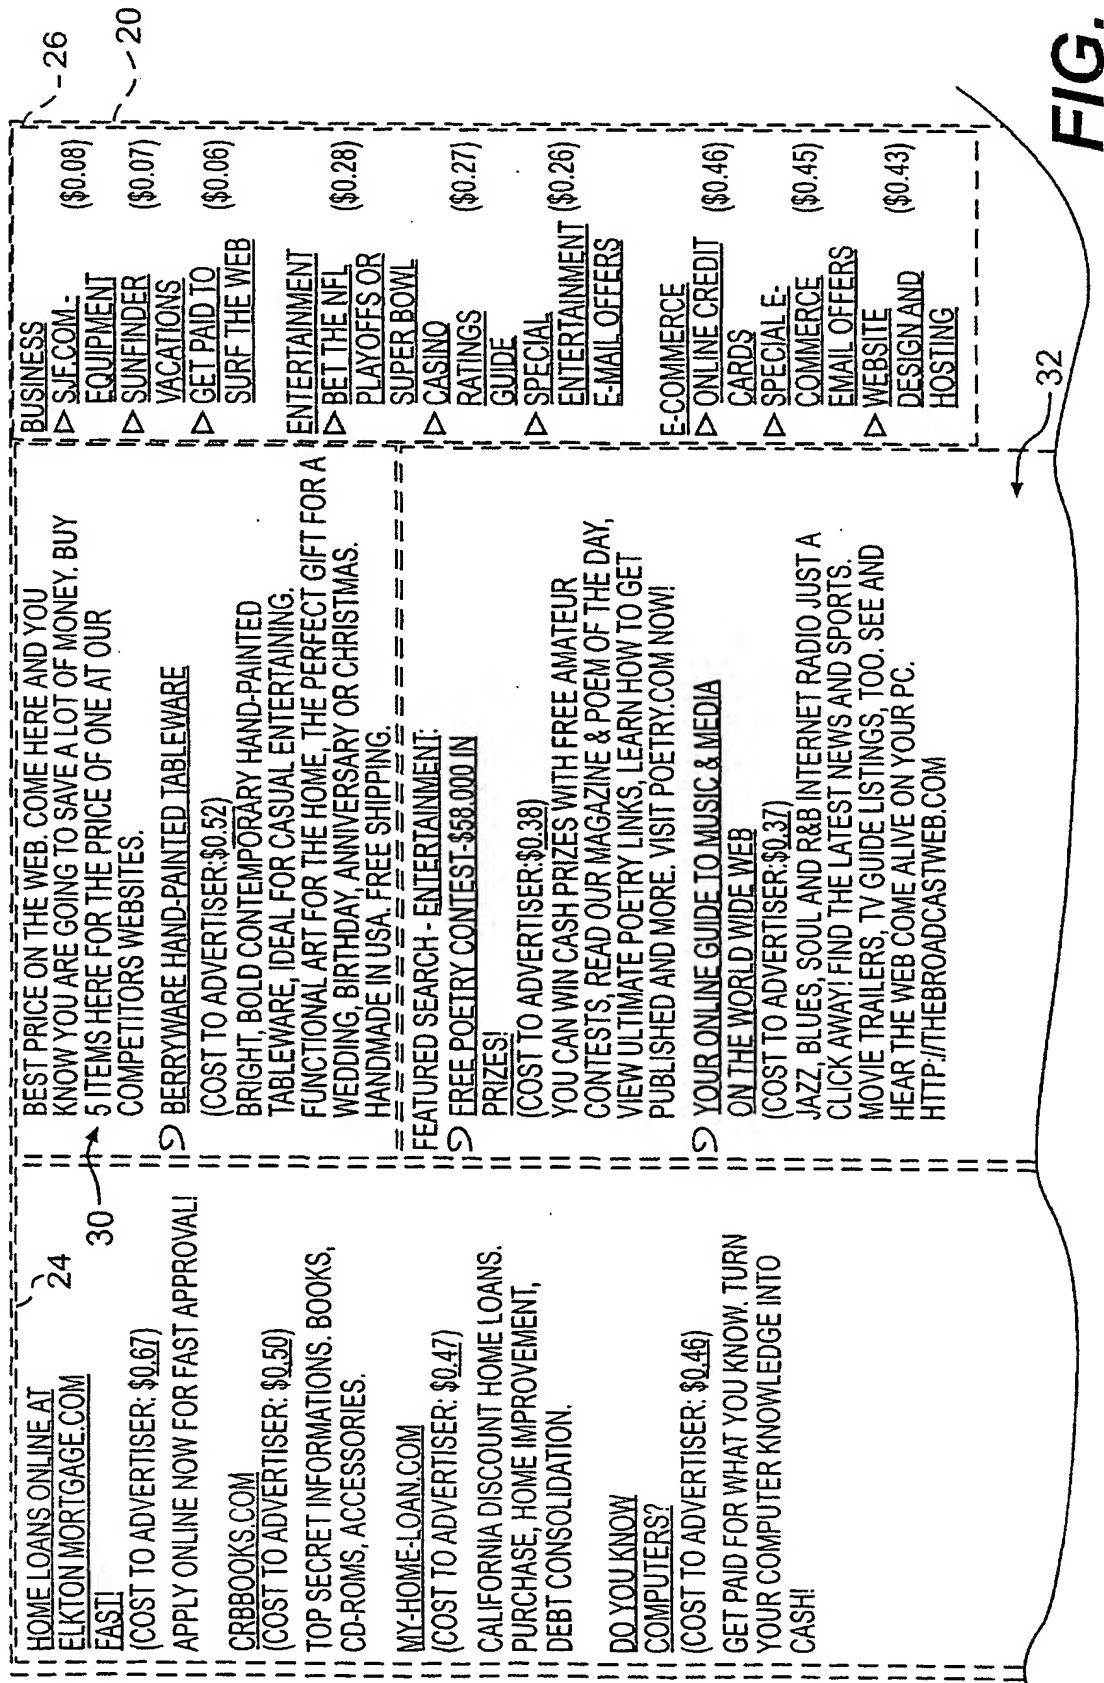 HOME LOANS ONLINE AT
ELKTON MORTGAGE.COM
FAST!
(COST TO ADVERTISER: $0.67)
APPLY ONLINE NOW FOR FAST APPROVAL!
CRBBOOKS.COM
(COST TO ADVERTISER: $0.50)
TOP SECRET INFORMATIONS. BOOKS,
CD-ROMS, ACCESSORIES.
MY-HOME-LOAN.COM
(COST TO ADVERTISER: $0.47)
CALIFORNIA DISCOUNT HOME LOANS.
PURCHASE, HOME IMPROVEMENT,
DEBT CONSOLIDATION.
DO YOU KNOW
COMPUTERS?
(COST TO ADVERTISER: $0.46)
GET PAID FOR WHAT YOU KNOW. TURN
YOUR COMPUTER KNOWLEDGE INTO
CASH!
24
30
BEST PRICE ON THE WEB. COME HERE AND YOU
KNOW YOU ARE GOING TO SAVE A LOT OF MONEY. BUY
5 ITEMS HERE FOR THE PRICE OF ONE AT OUR
COMPETITORS WEBSITES.
BERRYWARE HAND-PAINTED TABLEWARE
(COST TO ADVERTISER:$0.52)
BRIGHT, BOLD CONTEMPORARY HAND-PAINTED
TABLEWARE, IDEAL FOR CASUAL ENTERTAINING.
FUNCTIONAL ART FOR THE HOME, THE PERFECT GIFT FOR A
WEDDING, BIRTHDAY, ANNIVERSARY OR CHRISTMAS.
HANDMADE IN USA. FREE SHIPPING.
FEATURED SEARCH - ENTERTAINMENT.
FREE POETRY CONTEST-$58.000 IN
PRIZES!
(COST TO ADVERTISER:$0.38)
YOU CAN WIN CASH PRIZES WITH FREE AMATEUR
CONTESTS, READ OUR MAGAZINE & POEM OF THE DAY,
VIEW ULTIMATE POETRY LINKS, LEARN HOW TO GET
PUBLISHED AND MORE. VISIT POETRY.COM NOW!
YOUR ONLINE GUIDE TO MUSIC & MEDIA
ON THE WORLD WIDE WEB
(COST TO ADVERTISER:$0.37)
JAZZ, BLUES, SOUL AND R&B INTERNET RADIO JUST A
CLICK AWAY! FIND THE LATEST NEWS AND SPORTS.
MOVIE TRAILERS, TV GUIDE LISTINGS, TOO. SEE AND
HEAR THE WEB COME ALIVE ON YOUR PC.
HTTP://THEBROADCASTWEB.COM
32
BUSINESS
SJF.COM- ($0.08)
EQUIPMENT
SUNFINDER ($0.07)
VACATIONS
GET PAID TO ($0.06)
SURF THE WEB
ENTERTAINMENT
BET THE NFL ($0.28)
PLAYOFFS OR
SUPER BOWL
CASINO ($0.27)
RATINGS
GUIDE
SPECIAL
ENTERTAINMENT ($0.26)
E-MAIL OFFERS
E-COMMERCE
ONLINE CREDIT ($0.46)
CARDS
SPECIAL E- ($0.45)
COMMERCE
EMAIL OFFERS
WEBSITE ($0.43)
DESIGN AND
HOSTING
26
20
FIG.